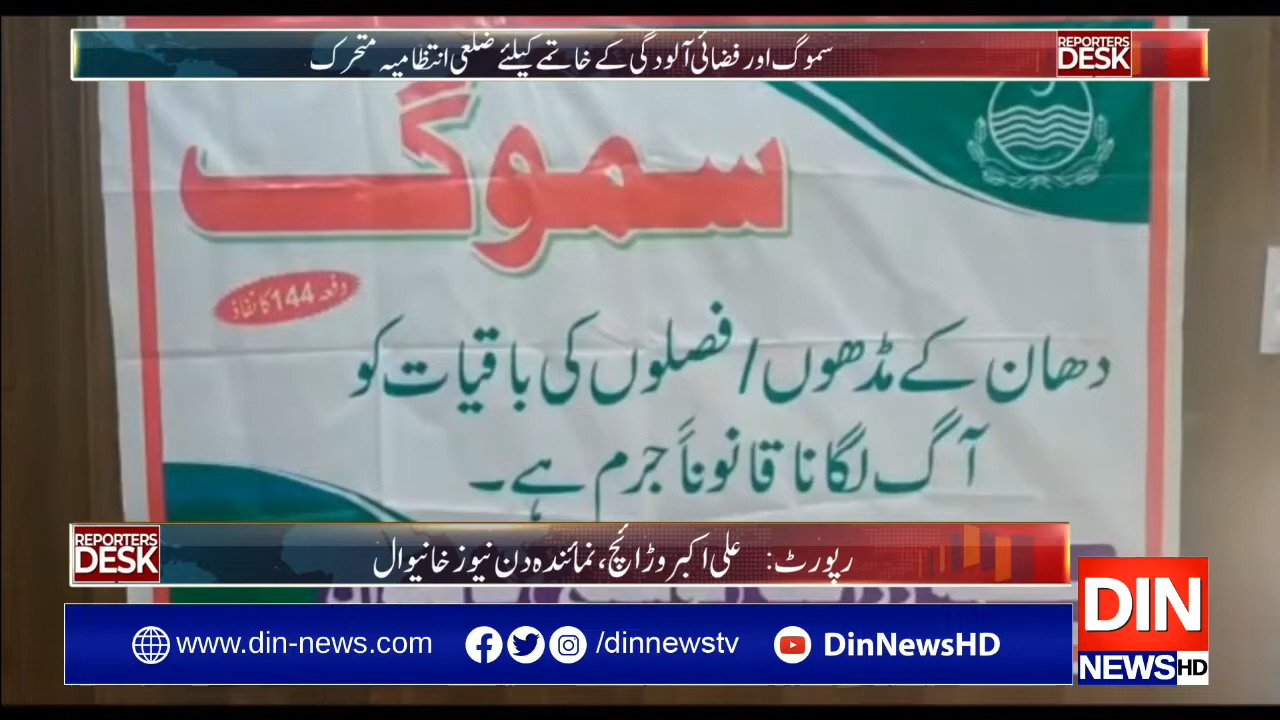 سموگ اور فضائی آلودگی کے خاتمے کیلئے ضلعی انتظامیہ متحرک
REPORTERS
DESK
سموگ
دفعہ 144 کا نفاذ
دھان کے مڈھوں/فصلوں کی باقیات کو
آگ لگانا قانوناً جرم ہے۔
REPORTERS
DESK
رپورٹ: علی اکبر وڑائچ، نمائندہ دن نیوز خانیوال
www.din-news.com
/dinnewstv
DinNewsHD
DIN
NEWS HD